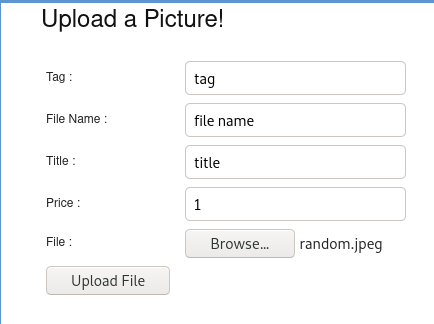 Upload a Picture!
Tag : tag
File Name : file name
Title : title
Price : 1
File : Browse... random.jpeg
Upload File